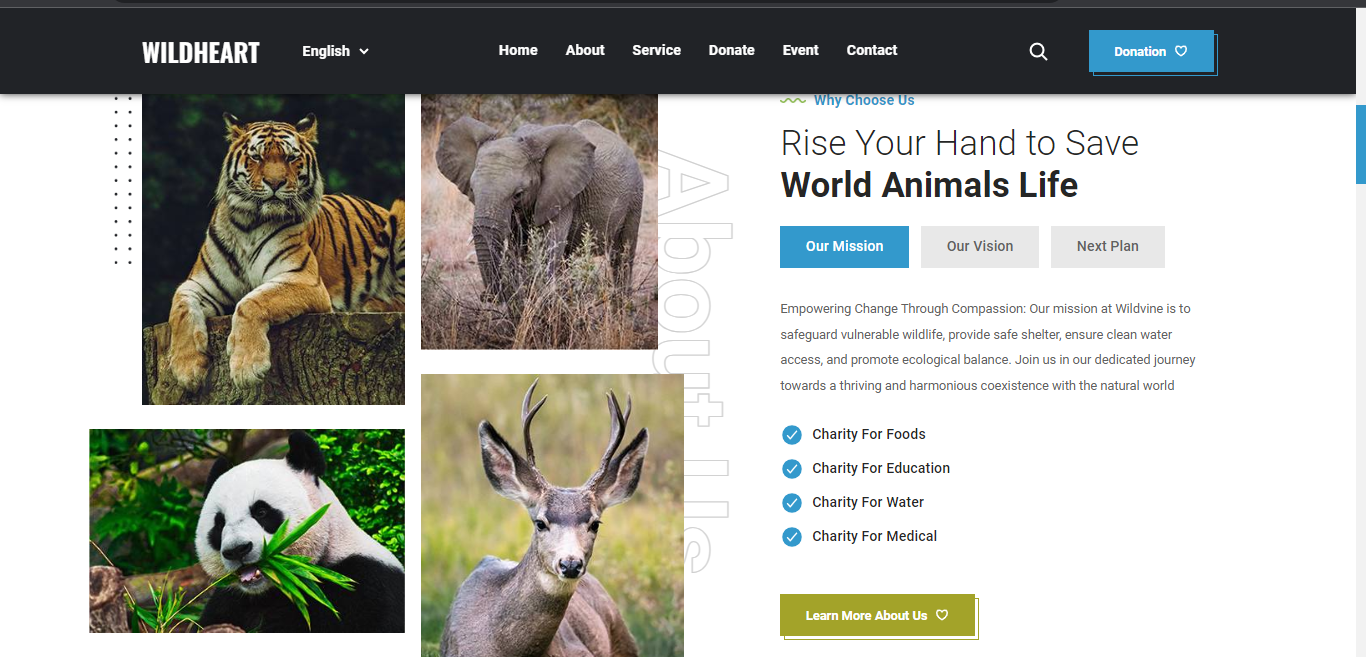 WILDHEART
English
Home About Service Donate Event Contact
Donation
Why Choose Us
Rise Your Hand to Save
World Animals Life
Our Mission Our Vision Next Plan
Empowering Change Through Compassion: Our mission at Wildvine is to
safeguard vulnerable wildlife, provide safe shelter, ensure clean water
access, and promote ecological balance. Join us in our dedicated journey
towards a thriving and harmonious coexistence with the natural world
Charity For Foods
Charity For Education
Charity For Water
Charity For Medical
Learn More About Us
About Us